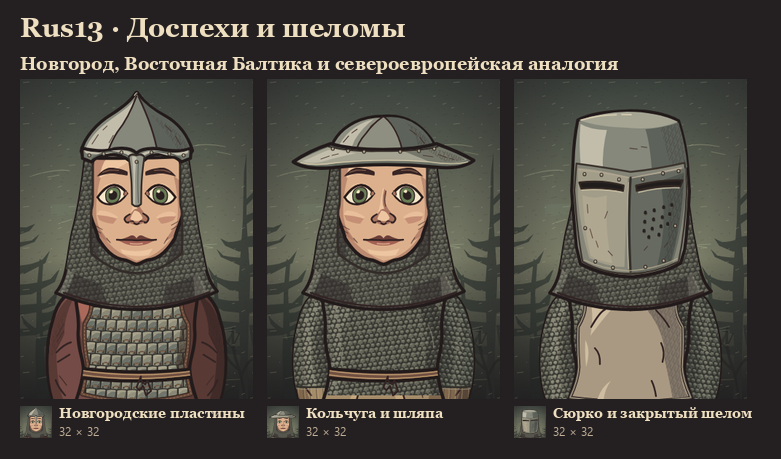 Rus13 · Доспехи и шеломы
Новгород, Восточная Балтика и североевропейская аналогия
Новгородские пластины
32 × 32
Кольчуга и шляпа
32 × 32
Сюрко и закрытый шелом
32 × 32